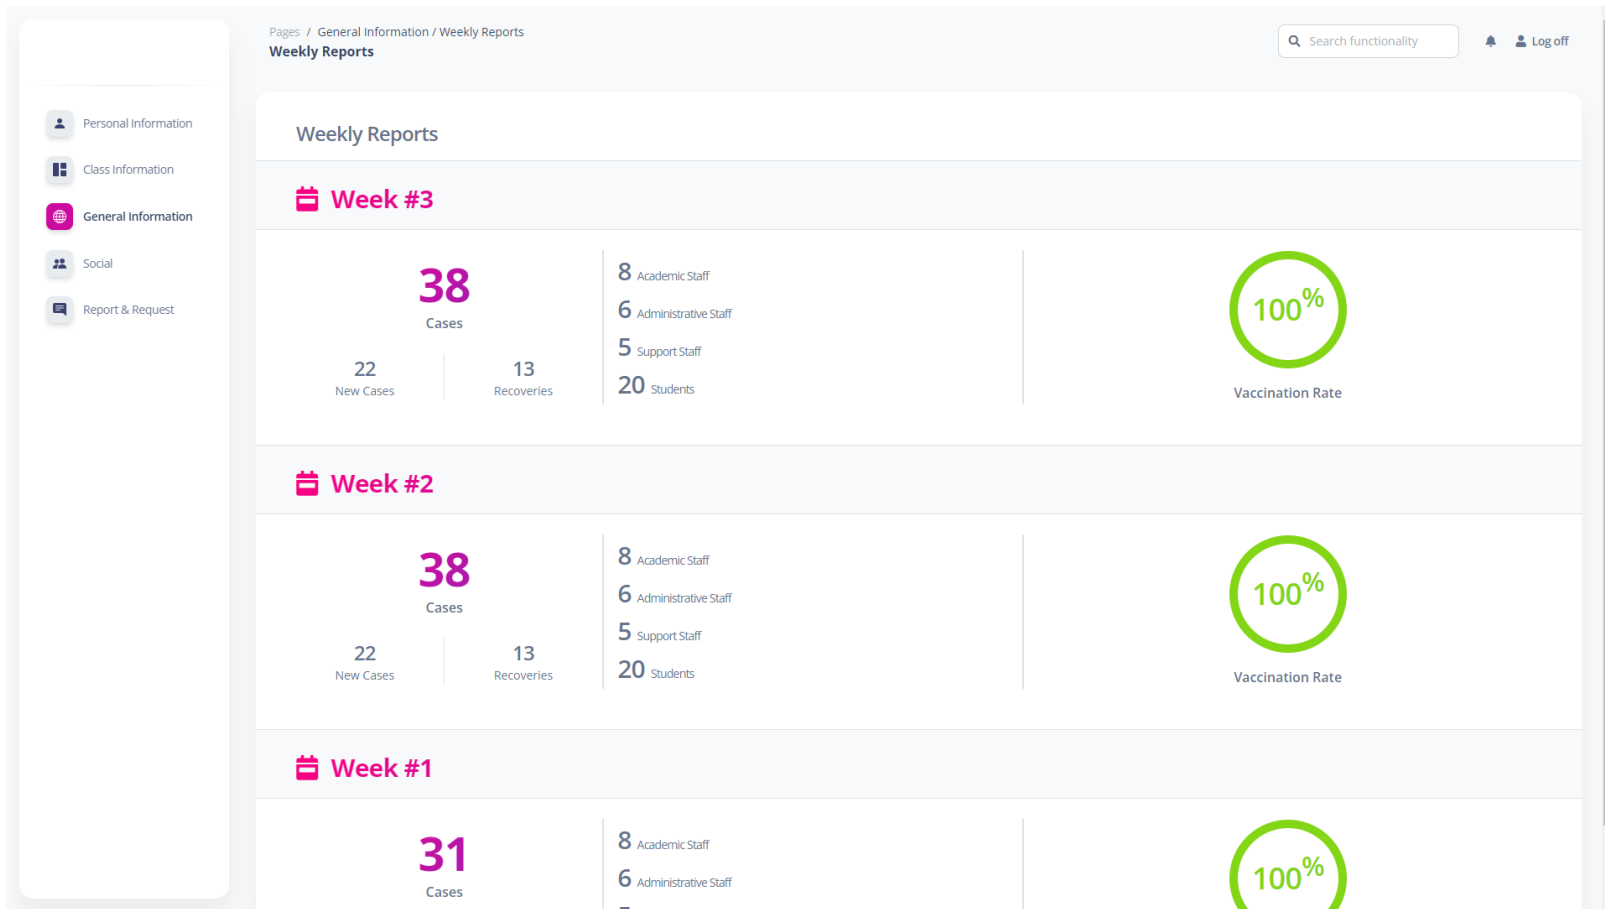 Pages / General Information / Weekly Reports
Weekly Reports
Search functionality
Log off
Personal Information
Class Information
General Information
Social
Report & Request
Weekly Reports
Week #3
38
Cases
22
New Cases
13
Recoveries
8 Academic Staff
6 Administrative Staff
5 Support Staff
20 Students
100%
Vaccination Rate
Week #2
38
Cases
22
New Cases
13
Recoveries
8 Academic Staff
6 Administrative Staff
5 Support Staff
20 Students
100%
Vaccination Rate
Week #1
31
Cases
8 Academic Staff
6 Administrative Staff
100%